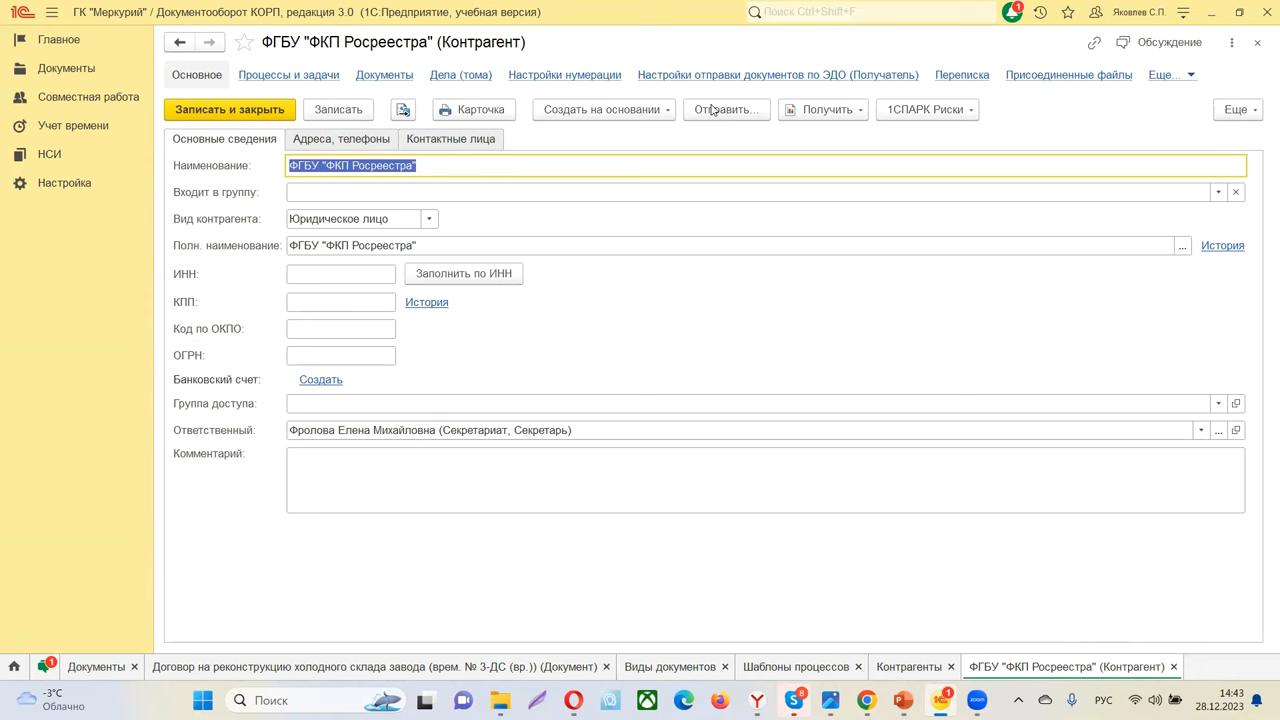 ГК "Меркурий" / Документооборот КОРП, редакция 3.0 (1С:Предприятие, учебная версия)
Поиск Ctrl+Shift+F
1
Яковлев С.П.
Главное
Документы
Совместная работа
Учет времени
НСИ
Настройка
ФГБУ "ФКП Росреестра" (Контрагент)
Обсуждение
Основное
Процессы и задачи
Документы
Дела (тома)
Настройки нумерации
Настройки отправки документов по ЭДО (Получатель)
Переписка
Присоединенные файлы
Еще...
Записать и закрыть
Записать
Карточка
Создать на основании
Отправить...
Получить
1СПАРК Риски
Еще
Основные сведения
Адреса, телефоны
Контактные лица
Наименование: ФГБУ "ФКП Росреестра"
Входит в группу:
Вид контрагента: Юридическое лицо
Полн. наименование: ФГБУ "ФКП Росреестра" ... История
ИНН: Заполнить по ИНН
КПП: История
Код по ОКПО:
ОГРН:
Банковский счет: Создать
Группа доступа:
Ответственный: Фролова Елена Михайловна (Секретариат, Секретарь) ...
Комментарий:
1
Документы
Договор на реконструкцию холодного склада завода (врем. № 3-ДС (вр.)) (Документ)
Виды документов
Шаблоны процессов
Контрагенты
ФГБУ "ФКП Росреестра" (Контрагент)
-3°C
Облачно
Поиск
8
1
РУС
14:43
28.12.2023